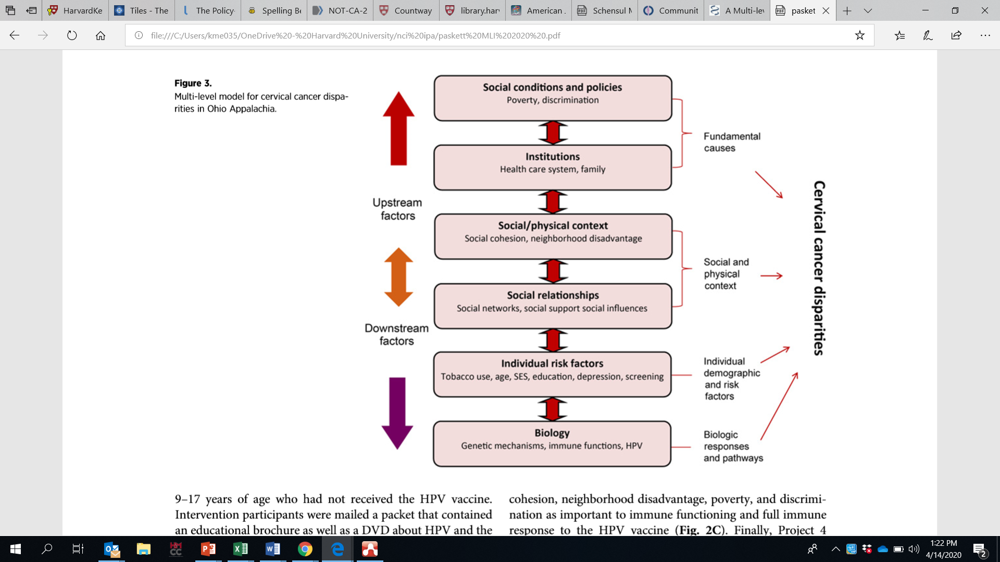 HarvardKe
Tiles - The
The Policy-
Spelling Be
NOT-CA-2
Countway
library.har
American
Schensul M
Communit
A Multi-lev
pasket
file:///C:/Users/kme035/OneDrive%20-%20Harvard%20University/nci%20ipa/paskett%20MLI%202020%20.pdf
Figure 3.
Multi-level model for cervical cancer dispa-
rities in Ohio Appalachia.
Upstream
factors
Downstream
factors
Social conditions and policies
Poverty, discrimination
Institutions
Health care system, family
Social/physical context
Social cohesion, neighborhood disadvantage
Social relationships
Social networks, social support social influences
Individual risk factors
Tobacco use, age, SES, education, depression, screening
Biology
Genetic mechanisms, immune functions, HPV
Fundamental
causes
Social and
physical
context
Individual
demographic
and risk
factors
Biologic
responses
and pathways
Cervical cancer disparities
9–17 years of age who had not received the HPV vaccine.
Intervention participants were mailed a packet that contained
an educational brochure as well as a DVD about HPV and the
cohesion, neighborhood disadvantage, poverty, and discrimi-
nation as important to immune functioning and full immune
response to the HPV vaccine (Fig. 2C). Finally, Project 4
1:22 PM
4/14/2020
2